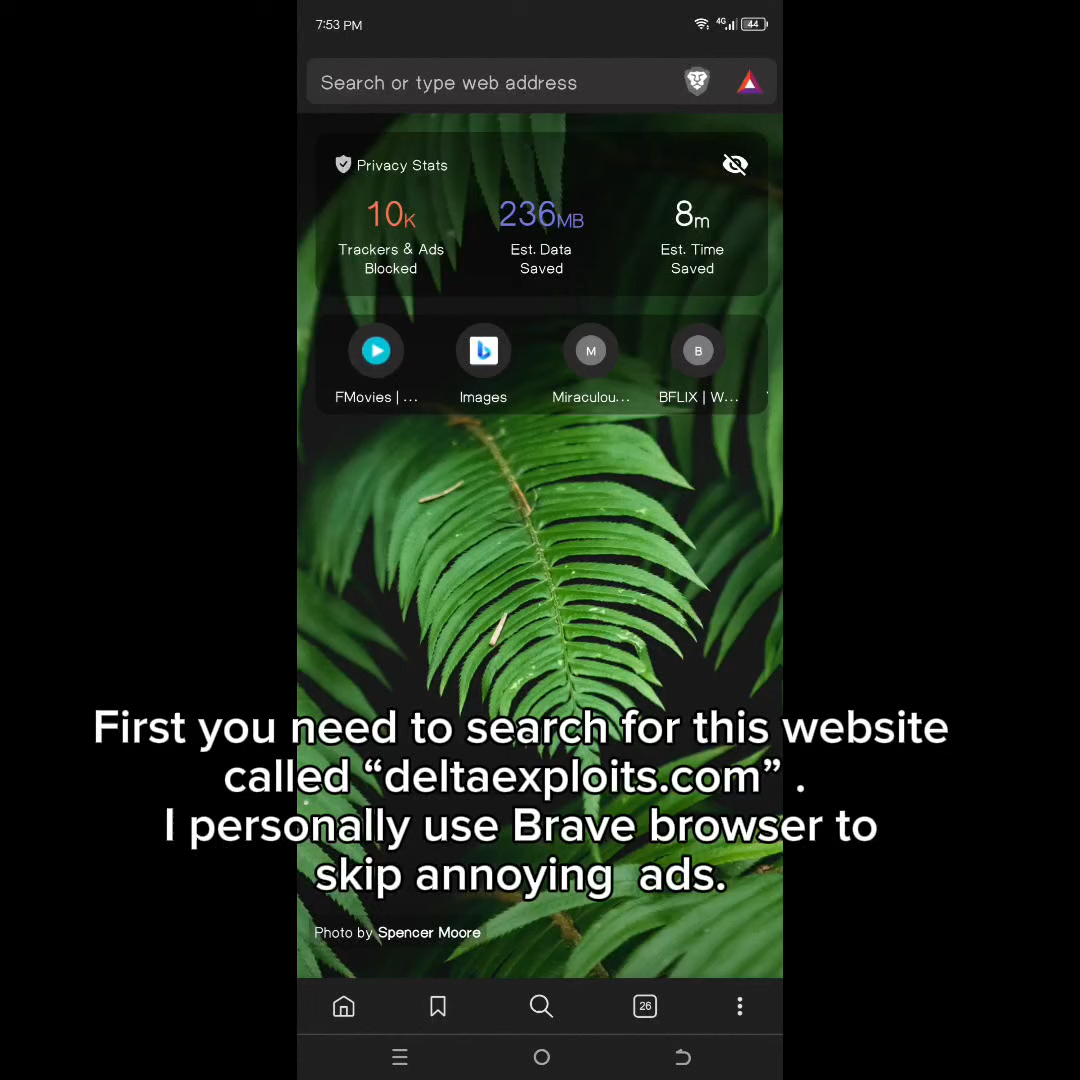 7:53 PM
4G
44
Search or type web address
Privacy Stats
10K
236MB
8m
Trackers & Ads
Blocked
Est. Data
Saved
Est. Time
Saved
M
B
FMovies | ...
Images
Miraculou...
BFLIX | W...
First you need to search for this website
called “deltaexploits.com” .
I personally use Brave browser to
skip annoying ads.
Photo by Spencer Moore
26